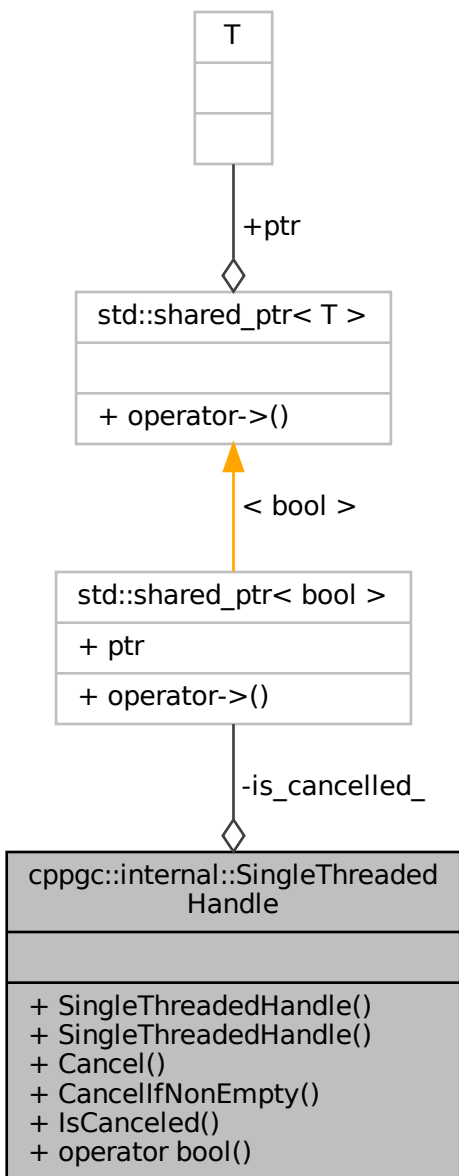 T
+ptr
std::shared_ptr< T >
+ operator->()
< bool >
std::shared_ptr< bool >
+ ptr
+ operator->()
-is_cancelled_
cppgc::internal::SingleThreaded
Handle
+ SingleThreadedHandle()
+ SingleThreadedHandle()
+ Cancel()
+ CancelIfNonEmpty()
+ IsCanceled()
+ operator bool()